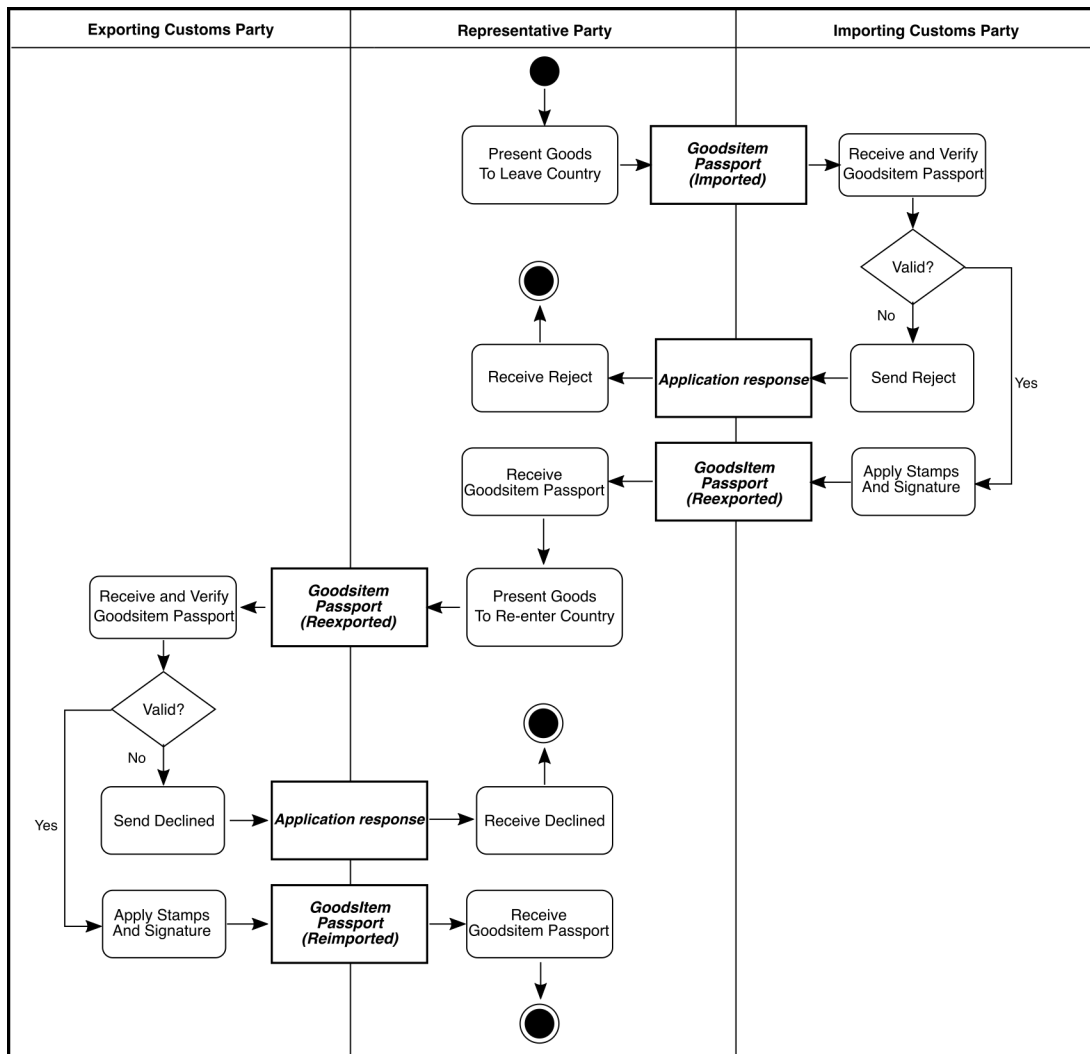 Exporting Customs Party
Representative Party
Importing Customs Party
Present Goods
To Leave Country
Goodsitem
Passport
(Imported)
Receive and Verify
Goodsitem Passport
Valid?
No
Yes
Receive Reject
Application response
Send Reject
Receive
Goodsitem Passport
GoodsItem
Passport
(Reexported)
Apply Stamps
And Signature
Receive and Verify
Goodsitem Passport
Goodsitem
Passport
(Reexported)
Present Goods
To Re-enter Country
Valid?
No
Yes
Send Declined
Application response
Receive Declined
Apply Stamps
And Signature
GoodsItem
Passport
(Reimported)
Receive
Goodsitem Passport